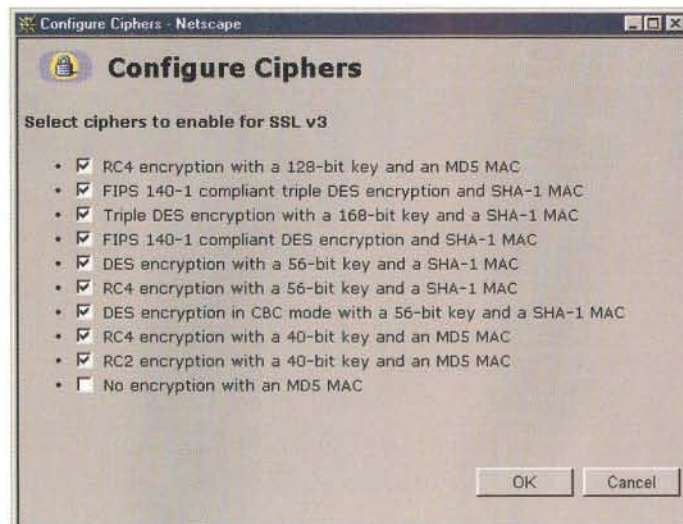 Configure Ciphers - Netscape
Configure Ciphers
Select ciphers to enable for SSL v3
• RC4 encryption with a 128-bit key and an MD5 MAC
• FIPS 140-1 compliant triple DES encryption and SHA-1 MAC
• Triple DES encryption with a 168-bit key and a SHA-1 MAC
• FIPS 140-1 compliant DES encryption and SHA-1 MAC
• DES encryption with a 56-bit key and a SHA-1 MAC
• RC4 encryption with a 56-bit key and a SHA-1 MAC
• DES encryption in CBC mode with a 56-bit key and a SHA-1 MAC
• RC4 encryption with a 40-bit key and an MD5 MAC
• RC2 encryption with a 40-bit key and an MD5 MAC
• No encryption with an MD5 MAC
OK Cancel